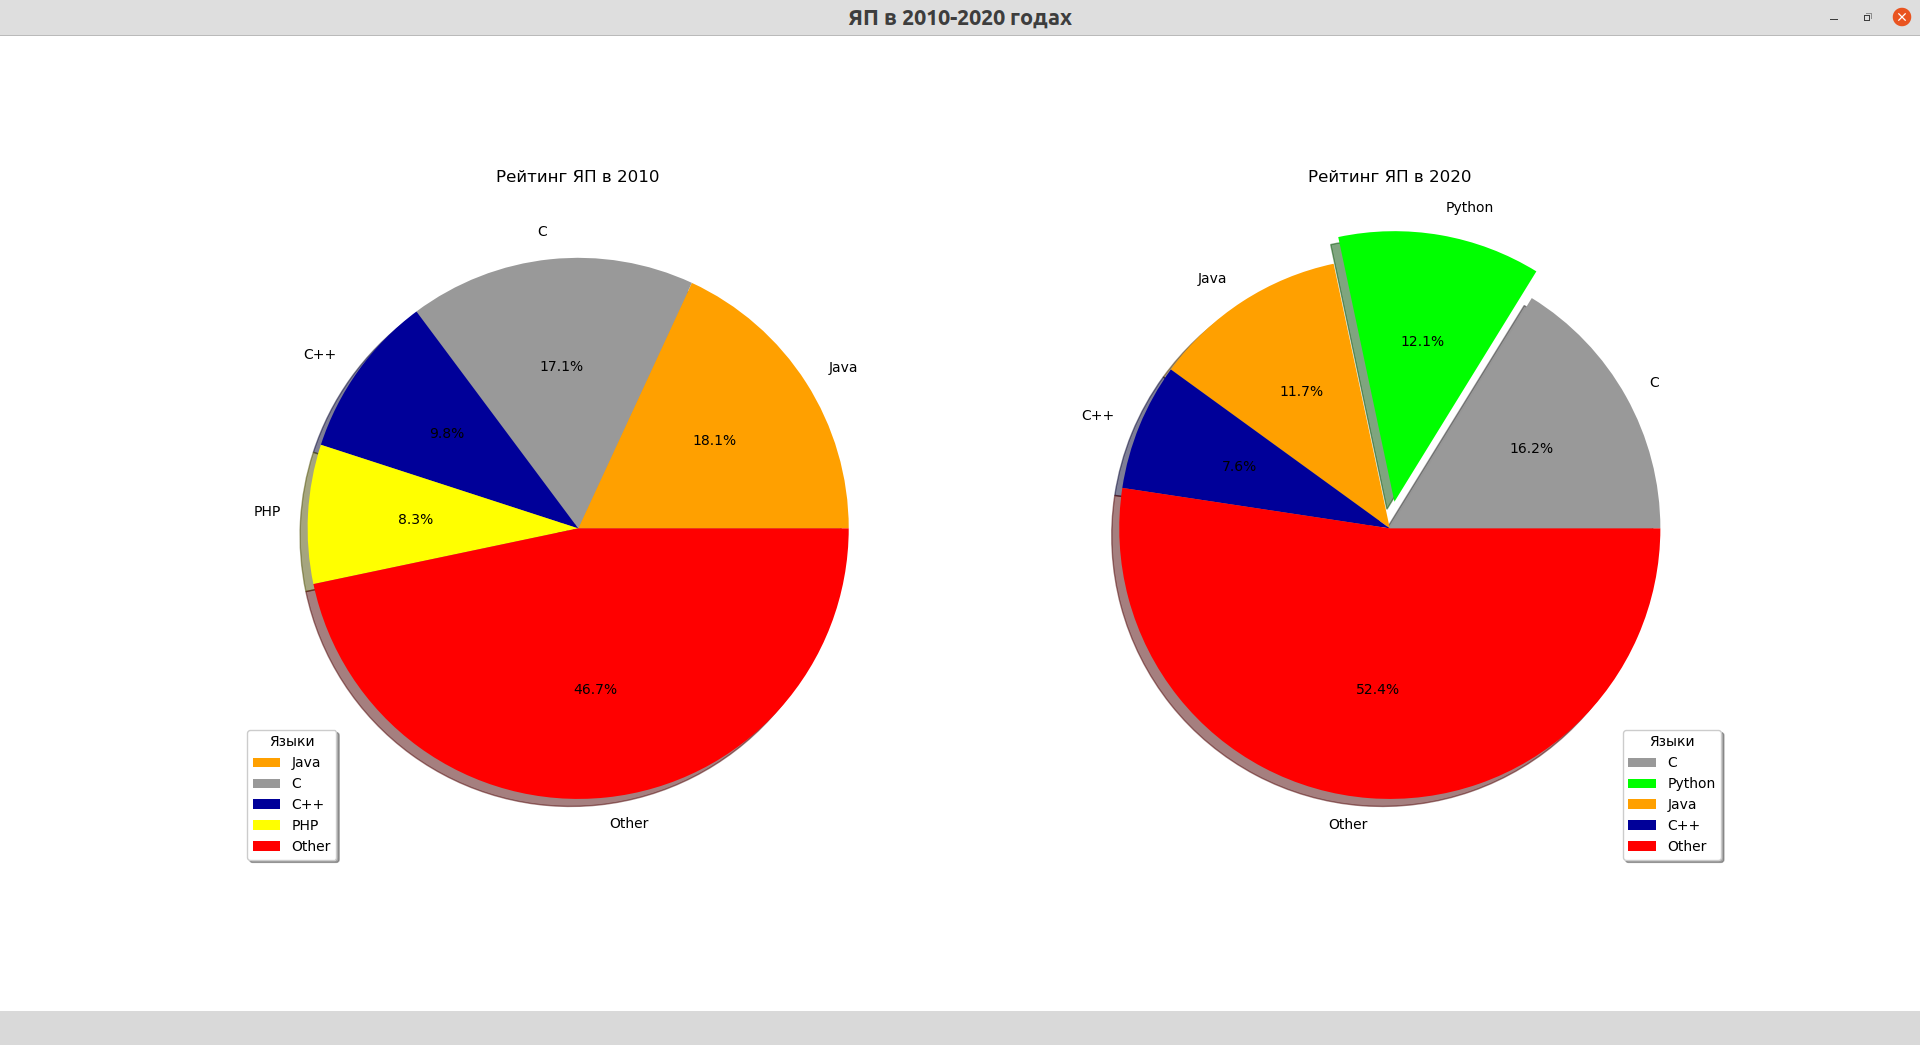 ЯП в 2010-2020 годах
Рейтинг ЯП в 2010
C
C++
Java
17.1%
9.8%
18.1%
PHP
8.3%
46.7%
Other
Языки
Java
C
C++
PHP
Other
Рейтинг ЯП в 2020
Python
Java
12.1%
C
11.7%
C++
16.2%
7.6%
52.4%
Other
Языки
C
Python
Java
C++
Other